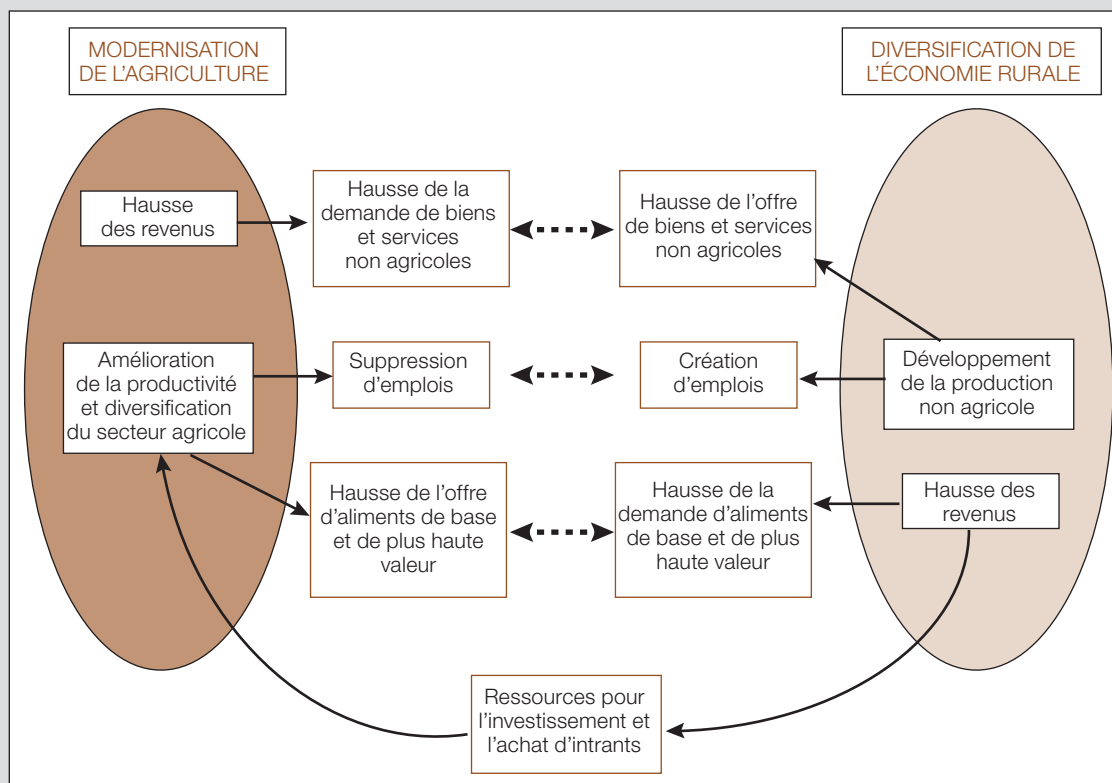 MODERNISATION
DE L'AGRICULTURE
DIVERSIFICATION DE
L'ÉCONOMIE RURALE
Hausse
des revenus
Hausse de la
demande de biens
et services
non agricoles
Hausse de l'offre
de biens et services
non agricoles
Amélioration
de la productivité
et diversification
du secteur agricole
Suppression
d'emplois
Création
d'emplois
Développement
de la production
non agricole
Hausse de l'offre
d'aliments de base
et de plus haute
valeur
Hausse de la
demande d'aliments
de base et de plus
haute valeur
Hausse des
revenus
Ressources pour
l'investissement et
l'achat d'intrants